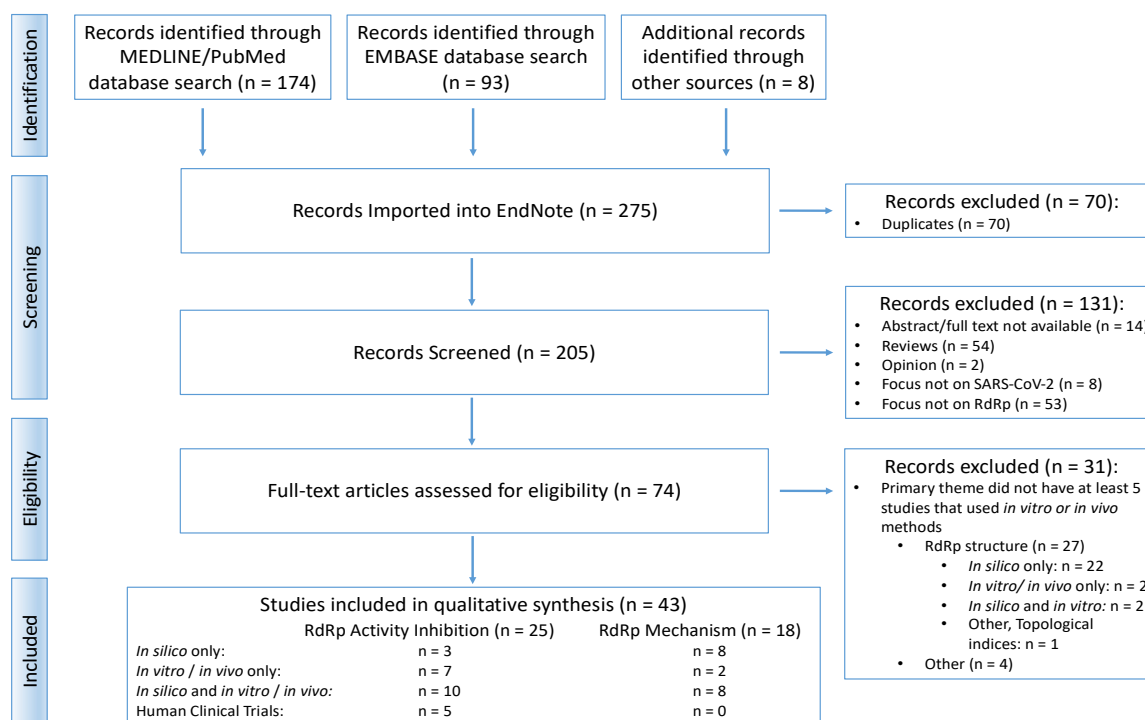 Identification
Records identified through
MEDLINE/PubMed
database search (n = 174)
Records identified through
EMBASE database search
(n = 93)
Additional records
identified through
other sources (n = 8)
Screening
Records Imported into EndNote (n = 275)
Records excluded (n = 70):
• Duplicates (n = 70)
Records Screened (n = 205)
Records excluded (n = 131):
• Abstract/full text not available (n = 14)
• Reviews (n = 54)
• Opinion (n = 2)
• Focus not on SARS-CoV-2 (n = 8)
• Focus not on RdRp (n = 53)
Eligibility
Full-text articles assessed for eligibility (n = 74)
Records excluded (n = 31):
• Primary theme did not have at least 5
studies that used in vitro or in vivo
methods
• RdRp structure (n = 27)
• In silico only: n = 22
• In vitro/ in vivo only: n = 2
• In silico and in vitro: n = 2
• Other, Topological
indices: n = 1
• Other (n = 4)
Included
Studies included in qualitative synthesis (n = 43)
RdRp Activity Inhibition (n = 25) RdRp Mechanism (n = 18)
In silico only: n = 3 n = 8
In vitro / in vivo only: n = 7 n = 2
In silico and in vitro / in vivo: n = 10 n = 8
Human Clinical Trials: n = 5 n = 0